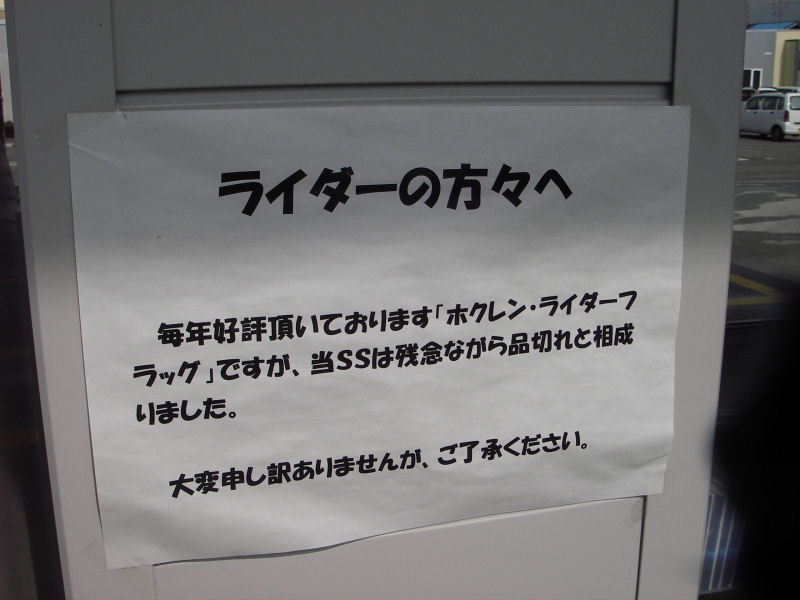 ライダーの方々へ
毎年好評頂いております「ホクレン・ライダーフ
ラッグ」ですが、当SSは残念ながら品切れと相成
りました。
大変申し訳ありませんが、ご了承ください。